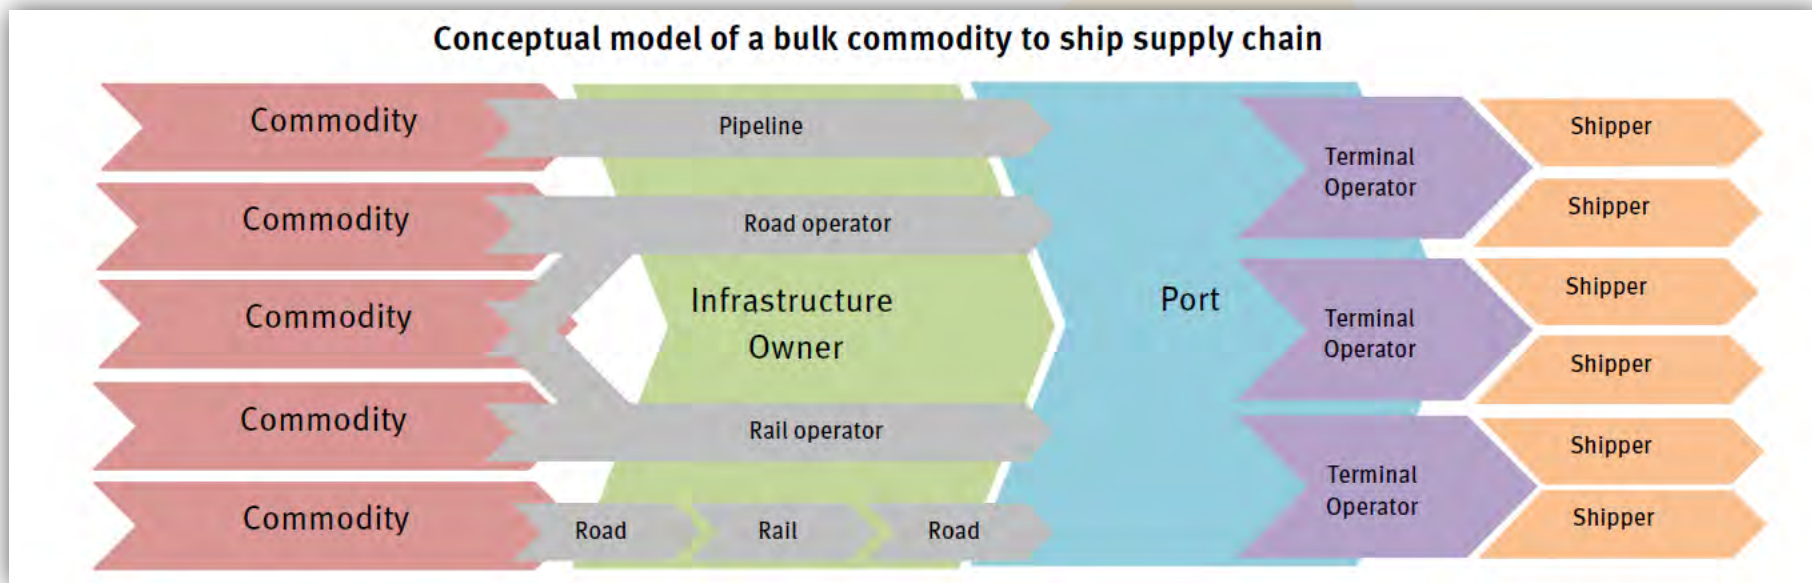 Conceptual model of a bulk commodity to ship supply chain
Commodity
Commodity
Commodity
Commodity
Commodity
Pipeline
Road operator
Infrastructure
Owner
Rail operator
Road
Rail
Road
Port
Terminal
Operator
Terminal
Operator
Terminal
Operator
Shipper
Shipper
Shipper
Shipper
Shipper
Shipper